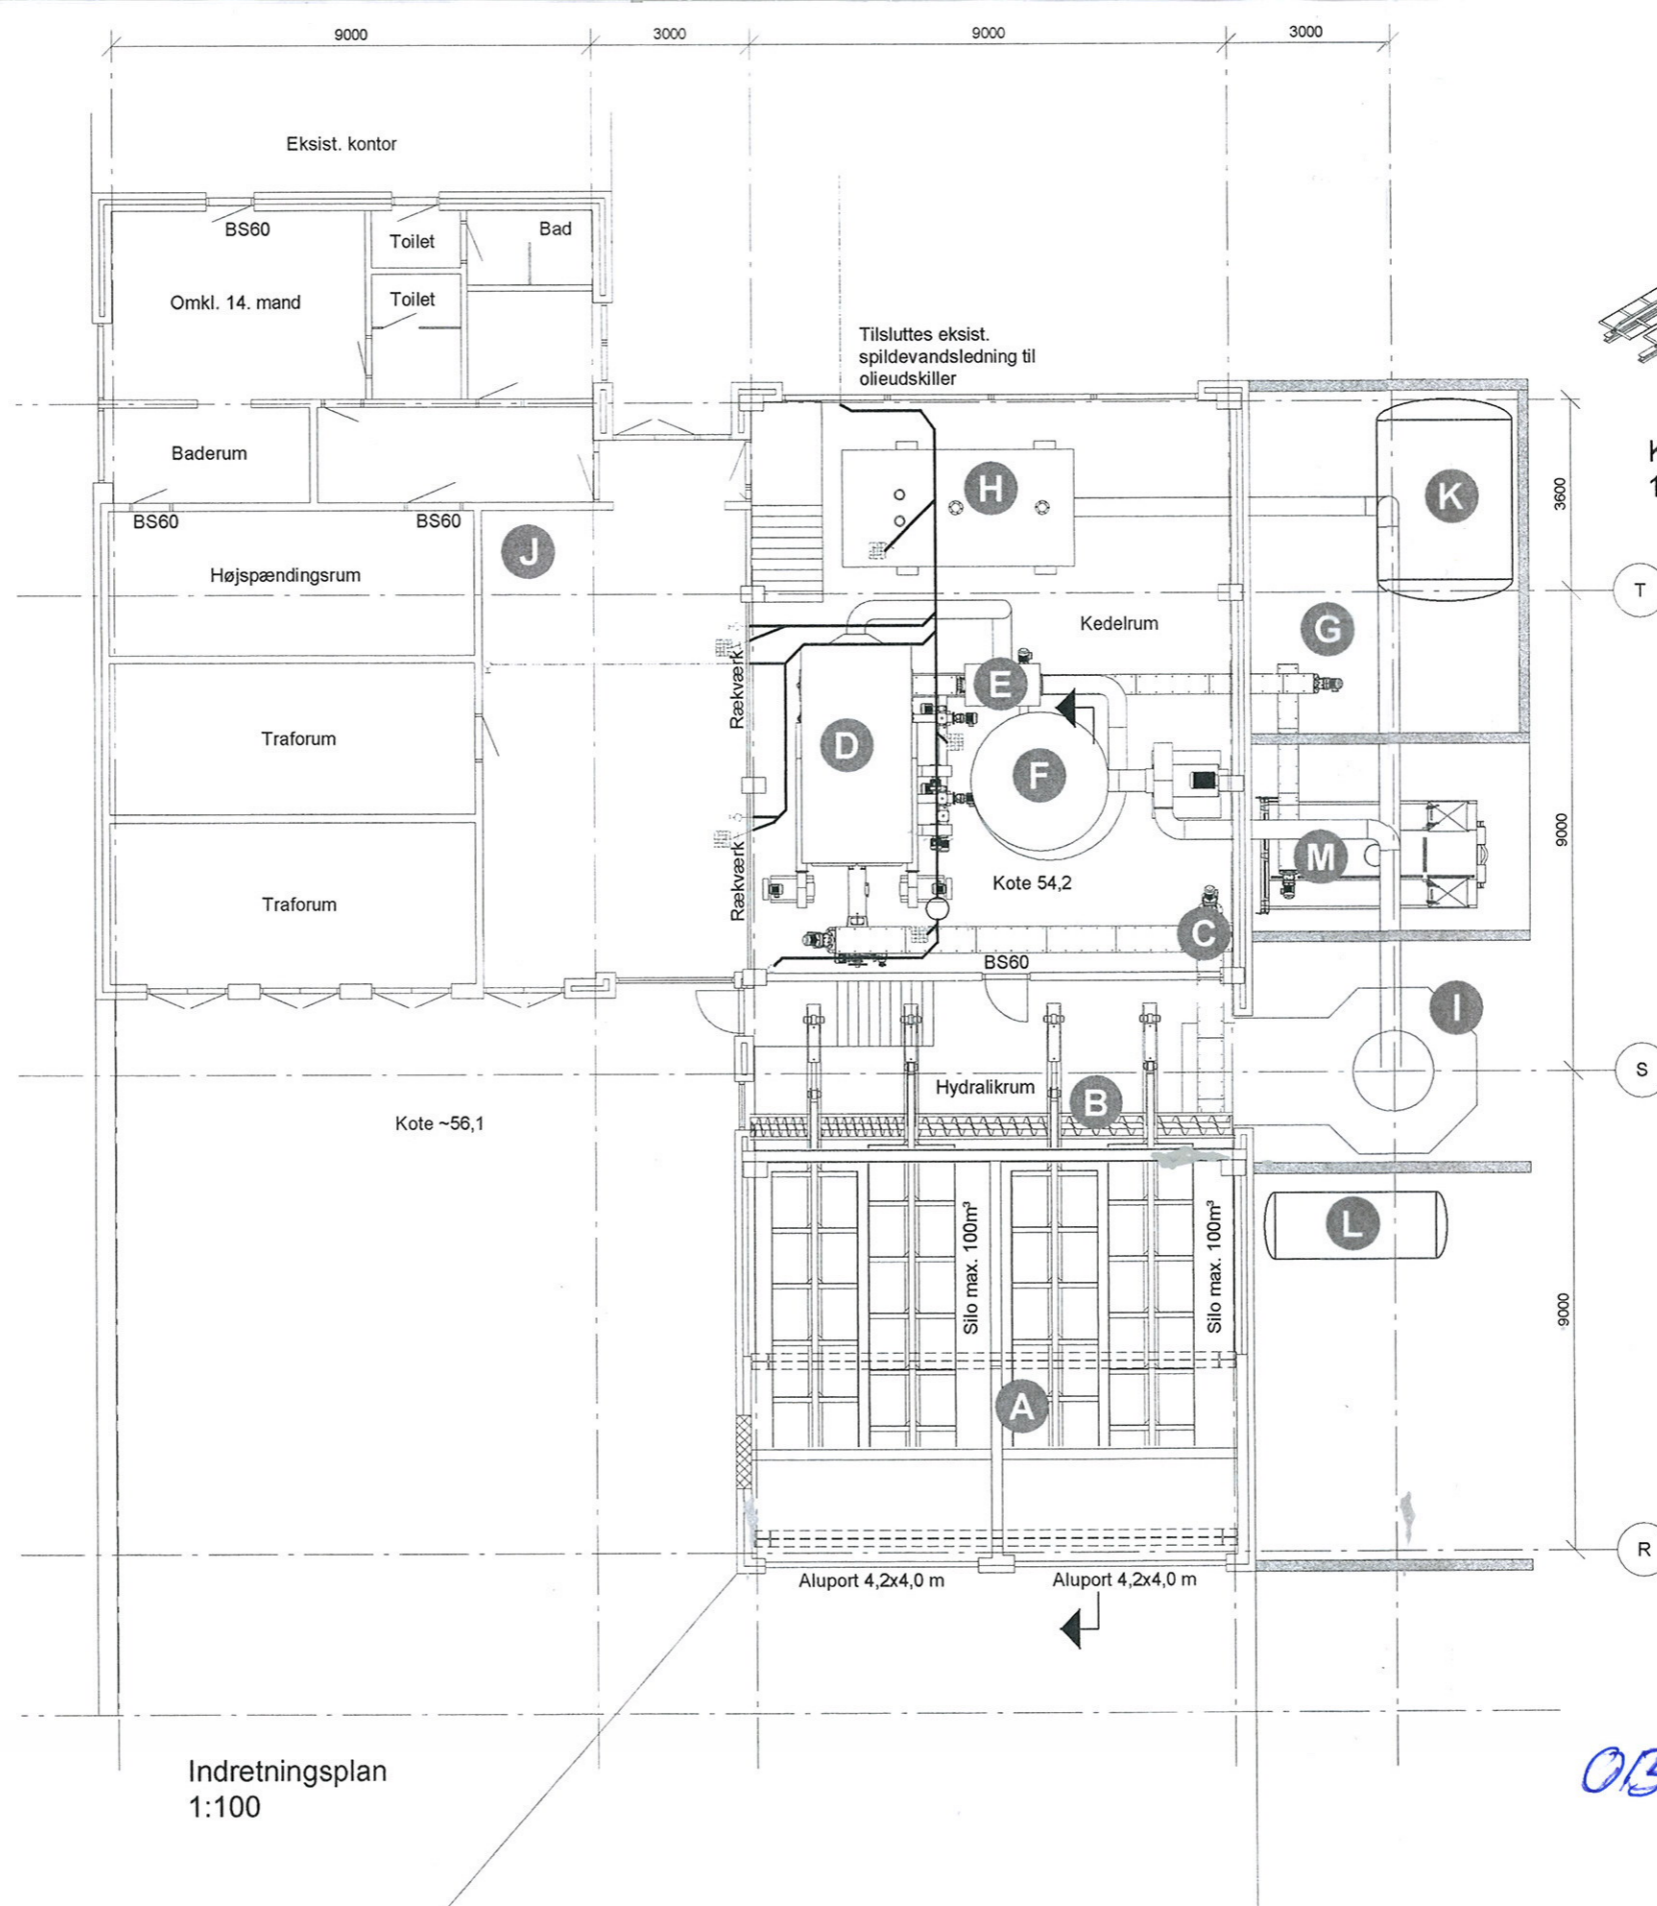 9000
3000
9000
3000
Eksist. kontor
BS60
Toilet
Bad
Omkl. 14. mand
Toilet
Tilsluttes eksist.
spildevandsledning til
olieudskiller
Baderum
BS60
BS60
H
K
3600
J
Højspændingsrum
T
Kedelrum
G
Rækværk
E
Traforum
D
F
9000
M
Rækværk
Kote 54,2
Traforum
C
BS60
I
Hydralikrum
B
S
Kote ~56,1
L
Silo max. 100m³
Silo max. 100m³
9000
A
R
Aluport 4,2x4,0 m
Aluport 4,2x4,0 m
Indretningsplan
1:100